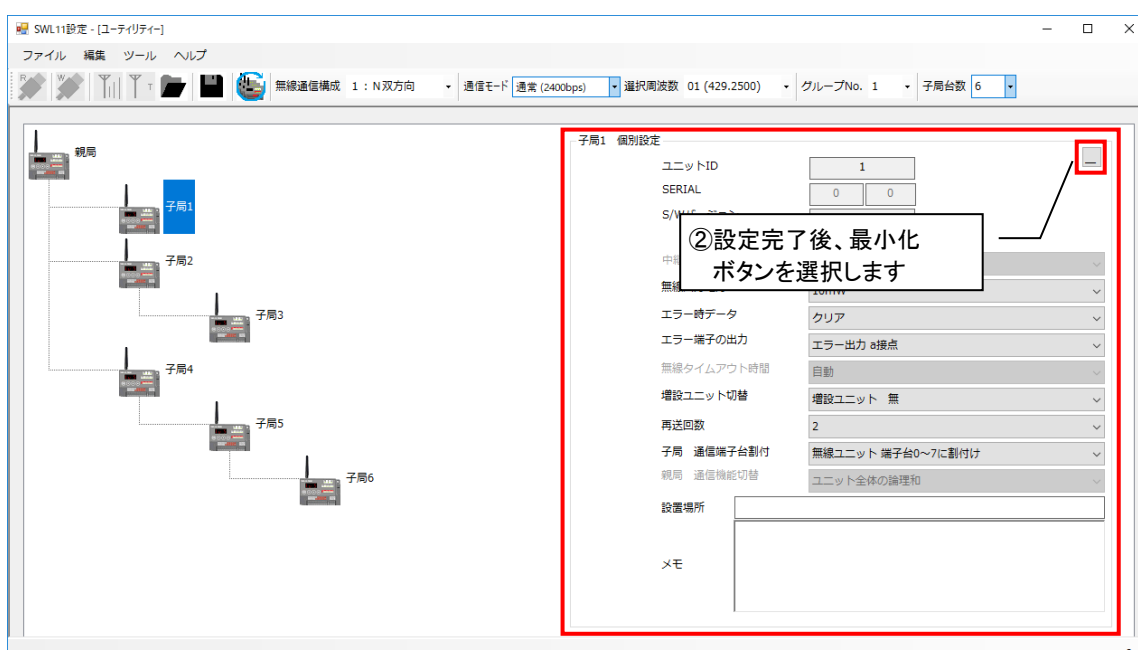 SWL11設定 - [ユーティリティー]
ファイル 編集 ツール ヘルプ
R W T 無線通信構成 1：N双方向 通信モード 通常 (2400bps) 選択周波数 01 (429.2500) グループNo. 1 子局台数 6
親局
子局1
子局2
子局3
子局4
子局5
子局6
子局1 個別設定
ユニットID 1
SERIAL 0 0
②設定完了後、最小化
ボタンを選択します
エラー時データ クリア
エラー端子の出力 エラー出力 a接点
無線タイムアウト時間 自動
増設ユニット切替 増設ユニット 無
再送回数 2
子局 通信端子台割付 無線ユニット 端子台0～7に割付け
親局 通信機能切替 ユニット全体の論理和
設置場所
メモ